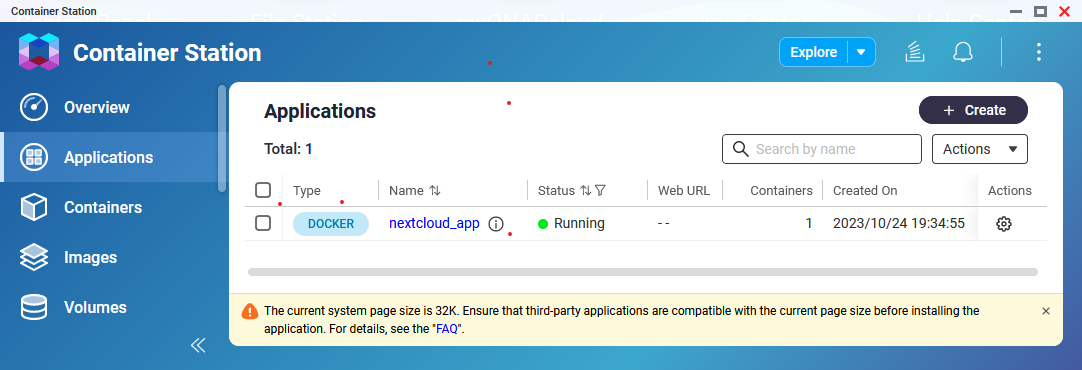 Container Station
Container Station
Explore
Overview
Applications
Containers
Images
Volumes
Applications
+ Create
Total: 1
Search by name
Actions
Type Name Status Web URL Containers Created On Actions
DOCKER nextcloud_app Running - - 1 2023/10/24 19:34:55
The current system page size is 32K. Ensure that third-party applications are compatible with the current page size before installing the
application. For details, see the "FAQ".